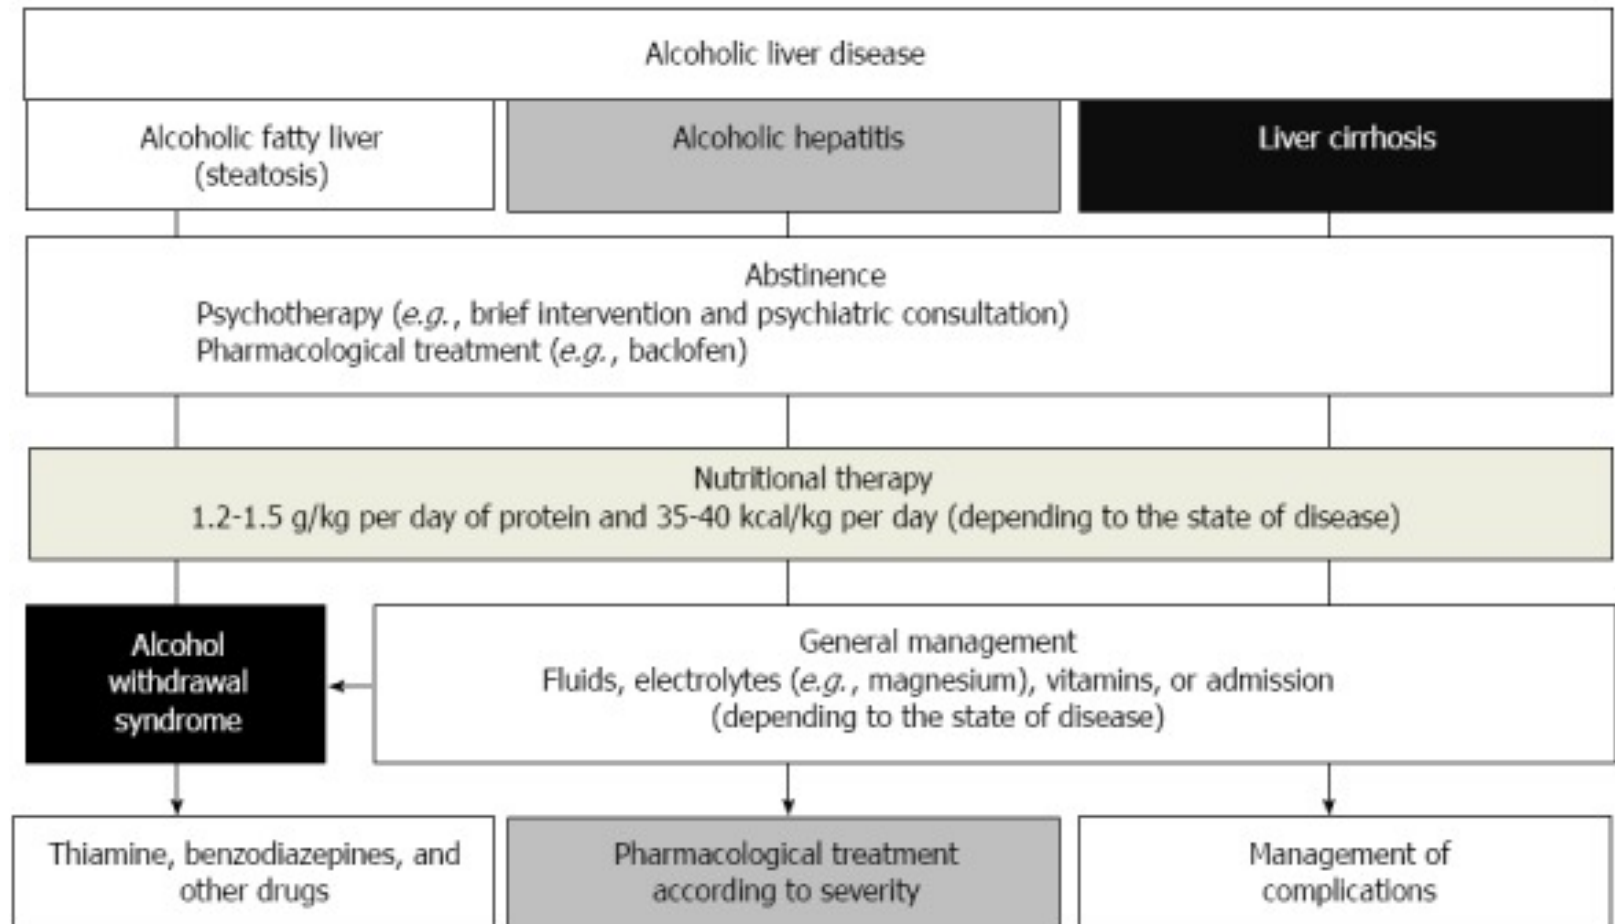 Alcoholic liver disease
Alcoholic fatty liver
(steatosis)
Alcoholic hepatitis
Liver cirrhosis
Abstinence
Psychotherapy (e.g., brief intervention and psychiatric consultation)
Pharmacological treatment (e.g., baclofen)
Nutritional therapy
1.2-1.5 g/kg per day of protein and 35-40 kcal/kg per day (depending to the state of disease)
Alcohol
withdrawal
syndrome
General management
Fluids, electrolytes (e.g., magnesium), vitamins, or admission
(depending to the state of disease)
Thiamine, benzodiazepines, and
other drugs
Pharmacological treatment
according to severity
Management of
complications